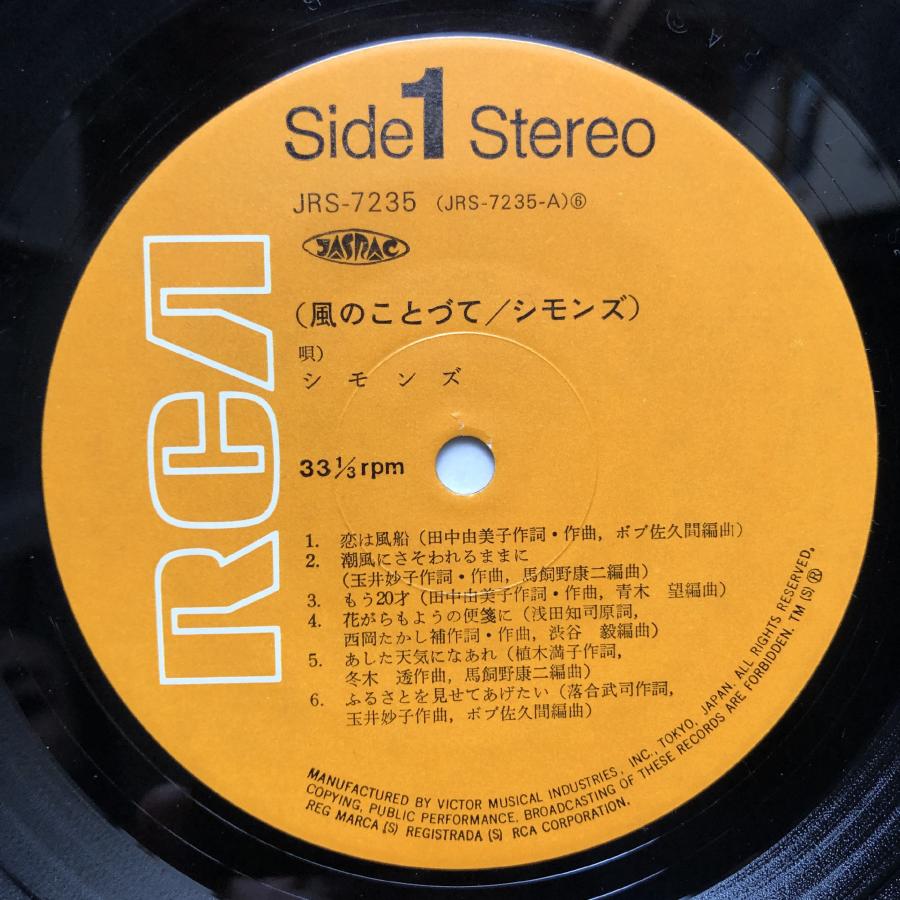 Side 1 Stereo
JRS-7235 (JRS-7235-A)⑥
JASRAC
RCA
(風のことづて/シモンズ)
唄)
シモンズ
33 1/3 rpm
1. 恋は風船 (田中由美子作詞・作曲, ボブ佐久間編曲)
2. 潮風にさそわれるままに
(玉井妙子作詞・作曲, 馬飼野康二編曲)
3. もう20才 (田中由美子作詞・作曲, 青木 望編曲)
4. 花がらもようの便箋に (浅田知司原詞,
西岡たかし補作詞・作曲, 渋谷 毅編曲)
5. あした天気になあれ (植木満子作詞,
冬木 透作曲, 馬飼野康二編曲)
6. ふるさとを見せてあげたい (落合武司作詞,
玉井妙子作曲, ボブ佐久間編曲)
MANUFACTURED BY VICTOR MUSICAL INDUSTRIES, INC., TOKYO, JAPAN. ALL RIGHTS RESERVED.
COPYING, PUBLIC PERFORMANCE, BROADCASTING OF THESE RECORDS ARE FORBIDDEN. TM (S) ®
REG MARCA (S) REGISTRADA (S) RCA CORPORATION.